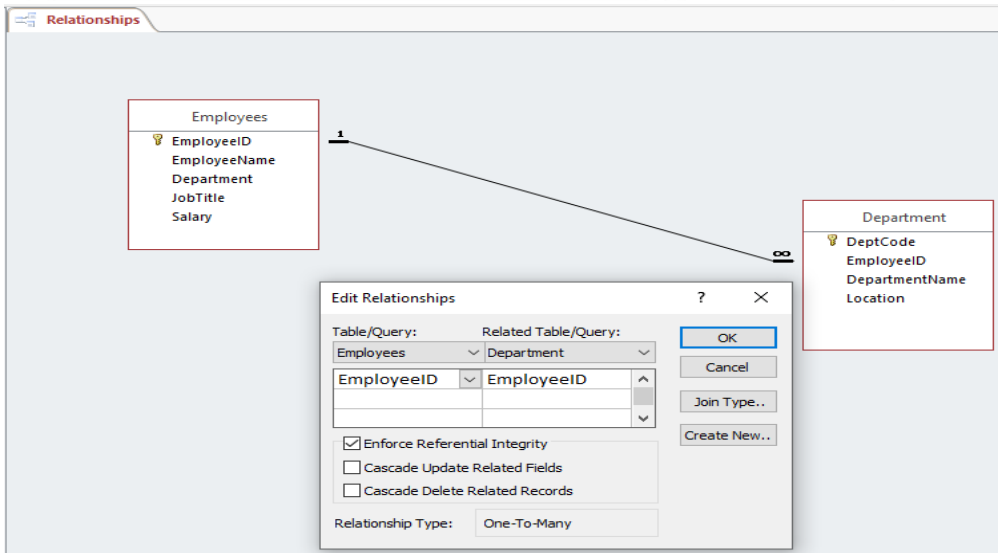 Relationships
Employees
EmployeeID
EmployeeName
Department
JobTitle
Salary
1
∞
Department
DeptCode
EmployeeID
DepartmentName
Location
Edit Relationships ? ×
Table/Query: Related Table/Query:
Employees Department
EmployeeID EmployeeID
Enforce Referential Integrity
Cascade Update Related Fields
Cascade Delete Related Records
Relationship Type: One-To-Many
OK
Cancel
Join Type..
Create New..